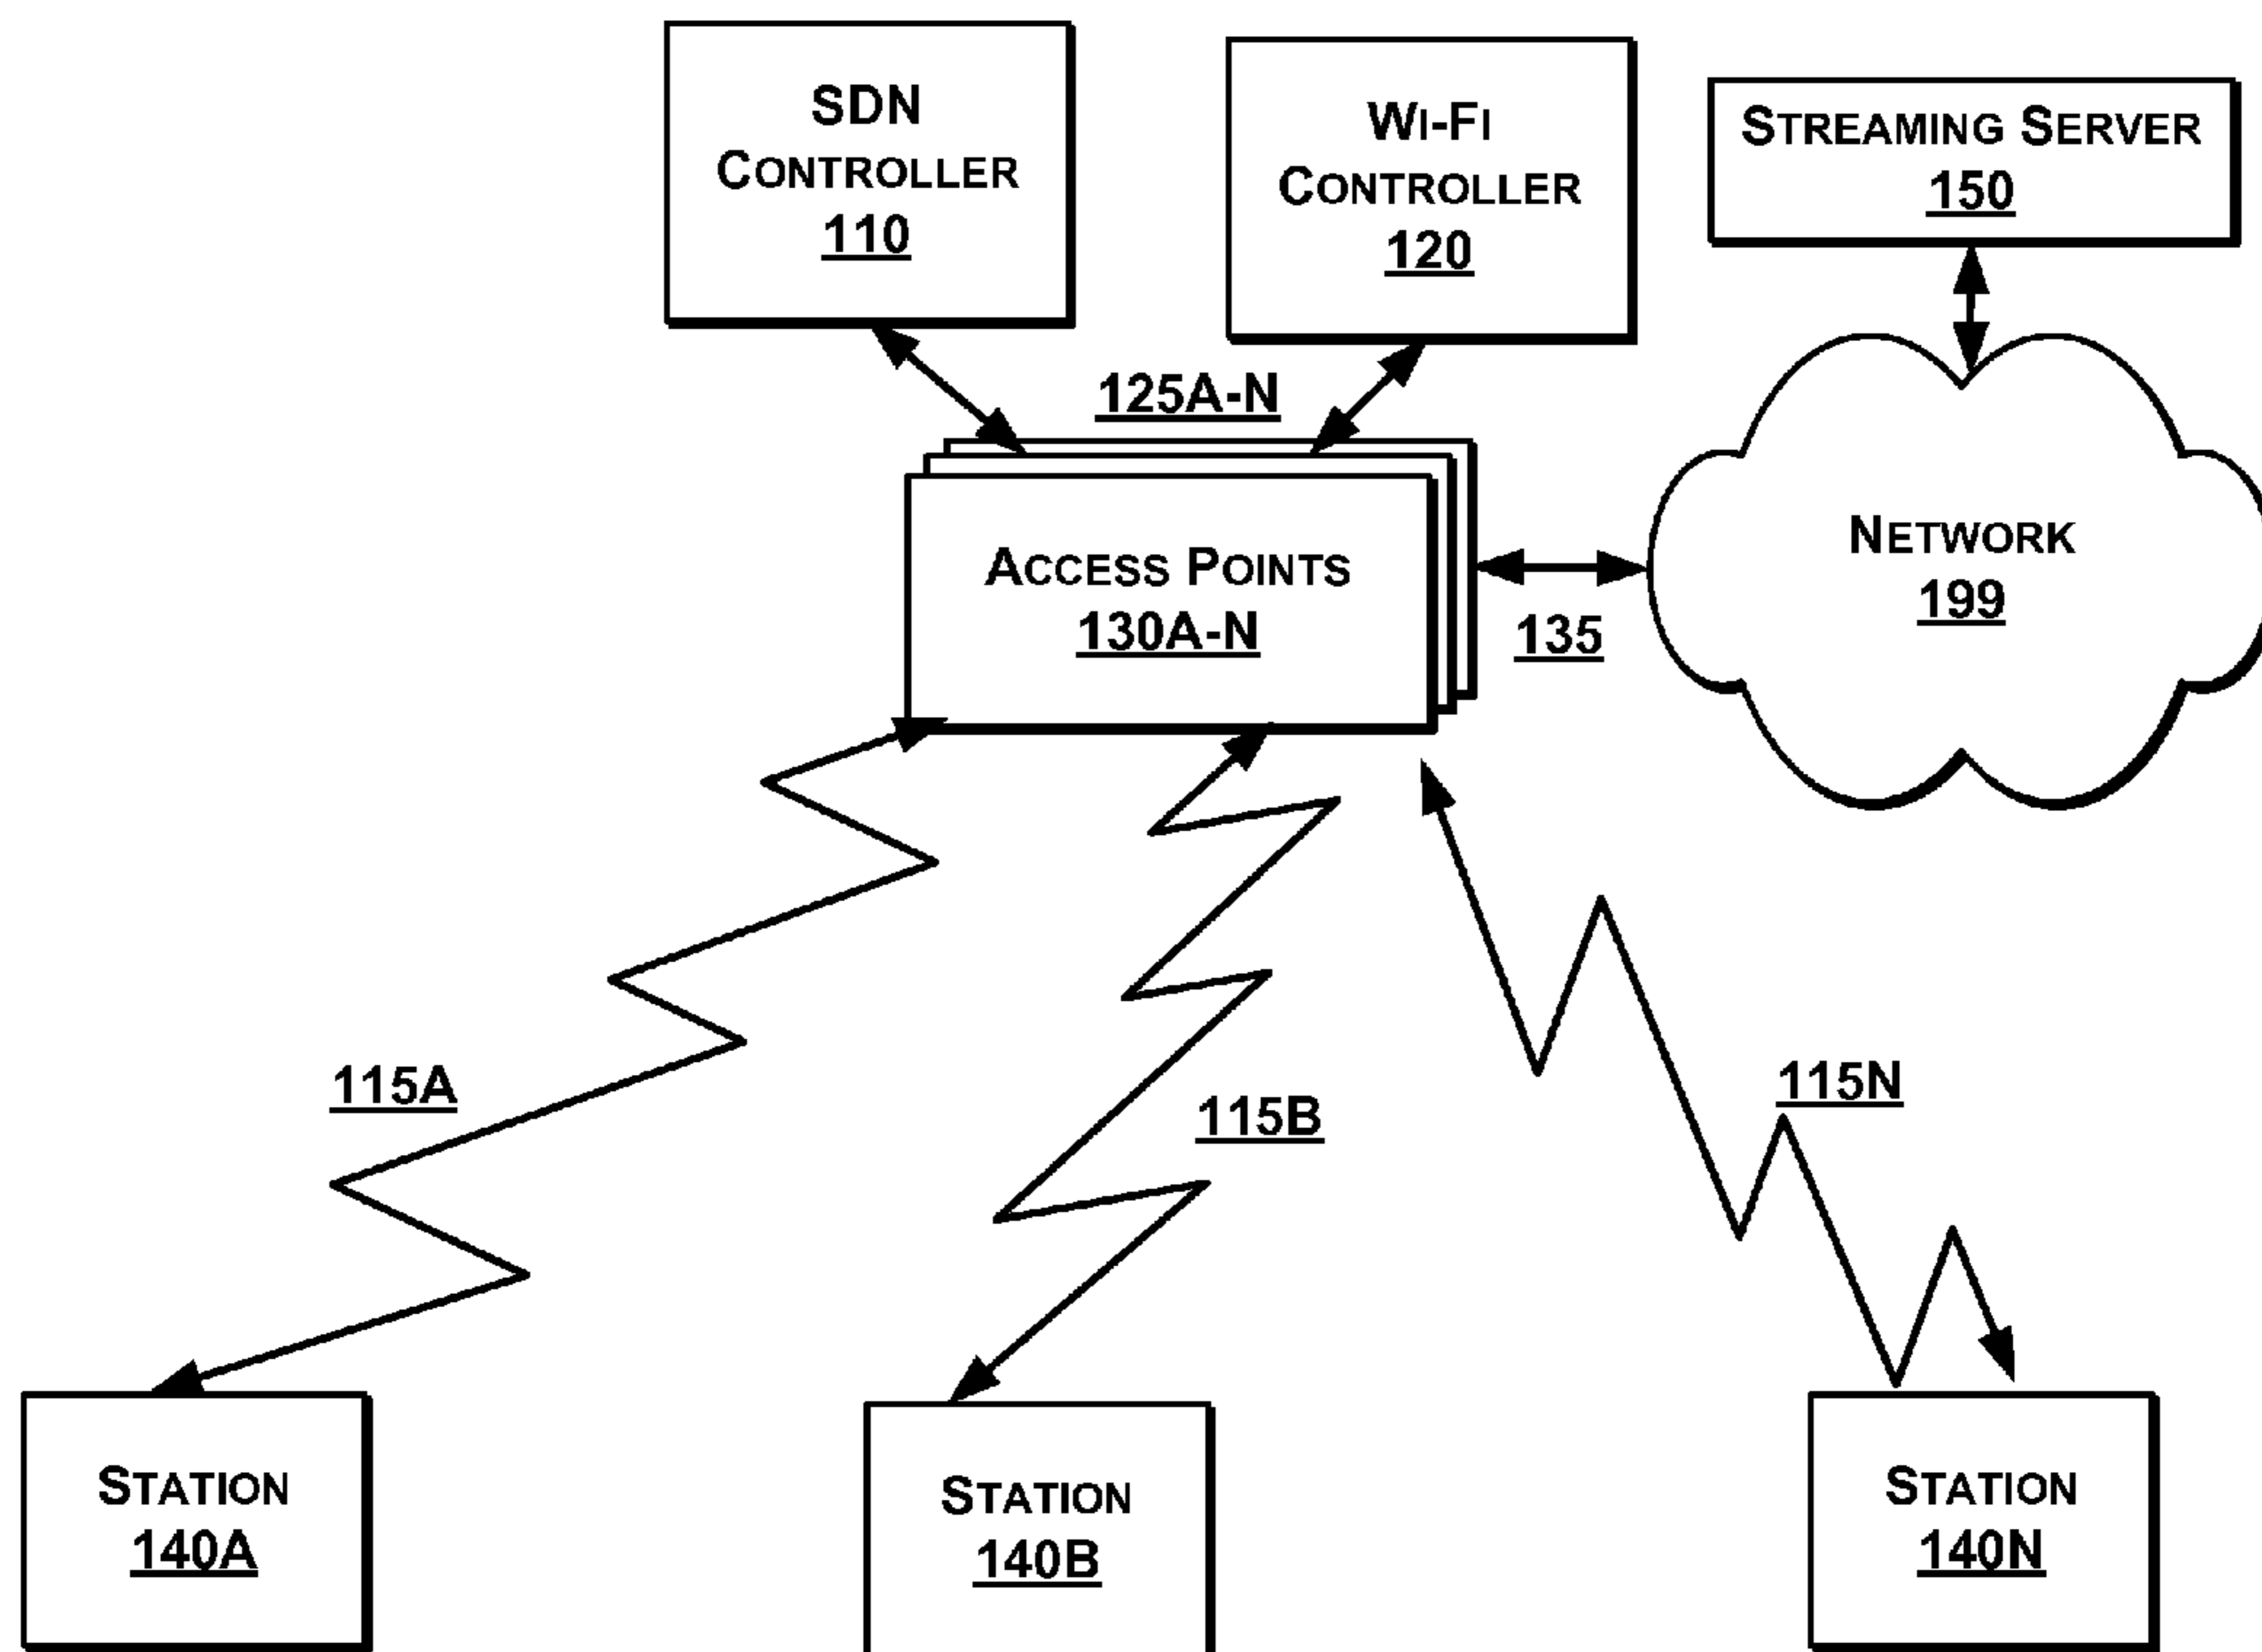 SDN
CONTROLLER
110
WI-FI
CONTROLLER
120
STREAMING SERVER
150
125A-N
ACCESS POINTS
130A-N
135
NETWORK
199
115A
115B
115N
STATION
140A
STATION
140B
STATION
140N